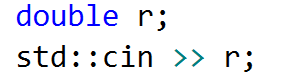 double r;
std::cin >> r;